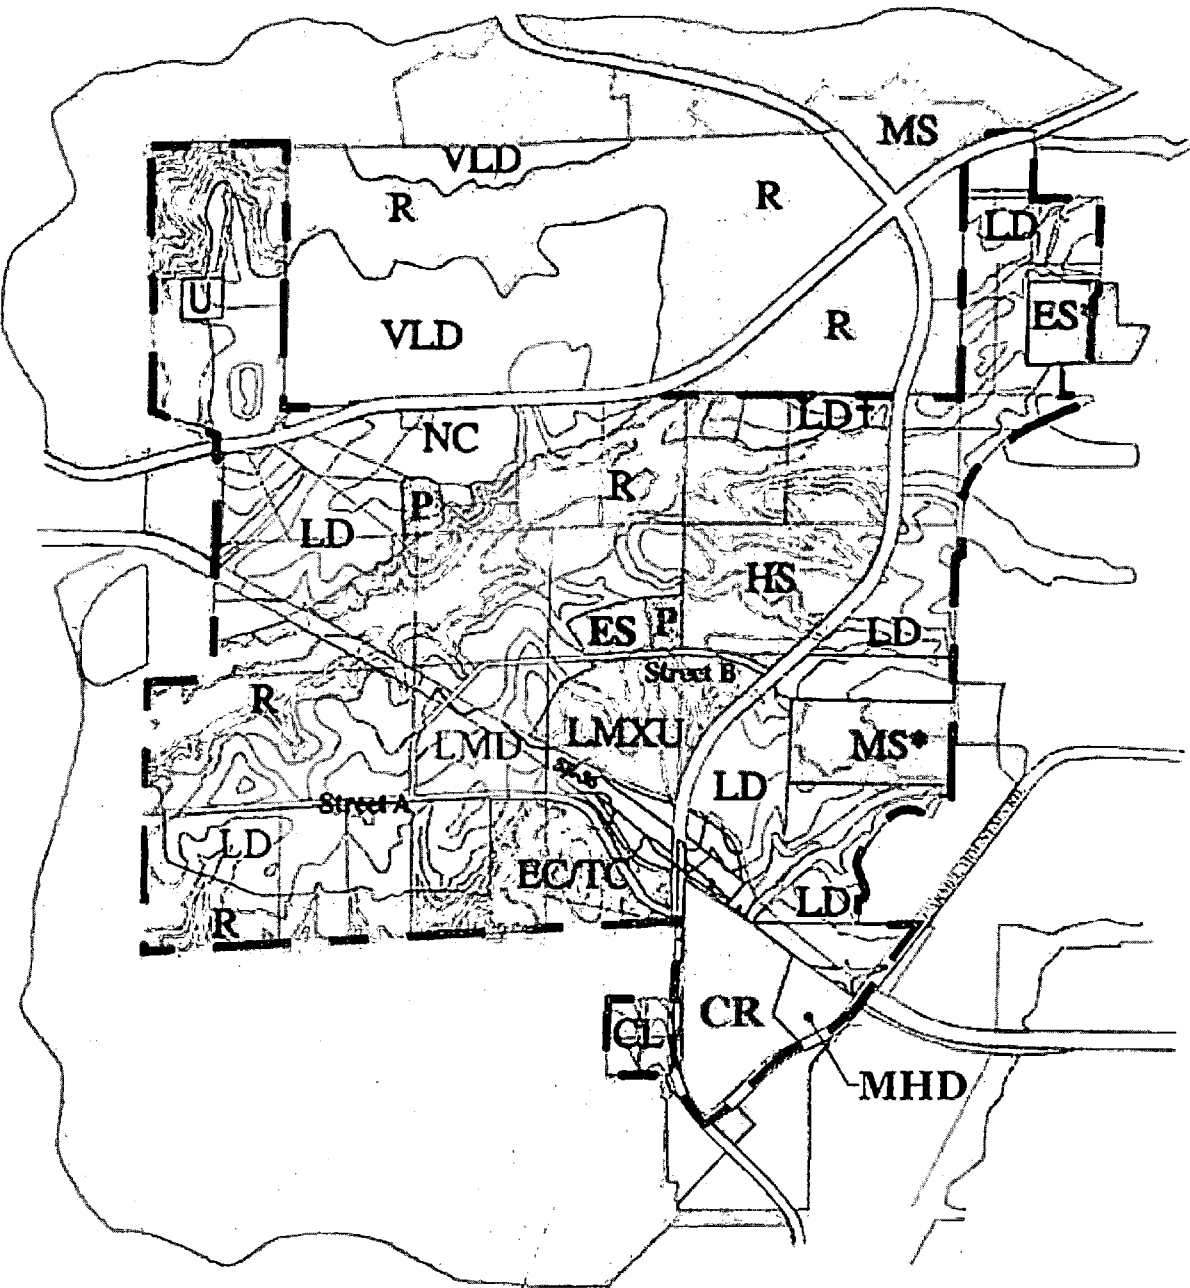 MS
VLD
R
R
LD
U
ES*
VLD
R
LD†
NC
R
P
LD
HS
ES
P
LD
Street B
R
LMXU
LMD
MS*
LD
Street A
LD
EC/TC
LD
R
CR
CL
MHD